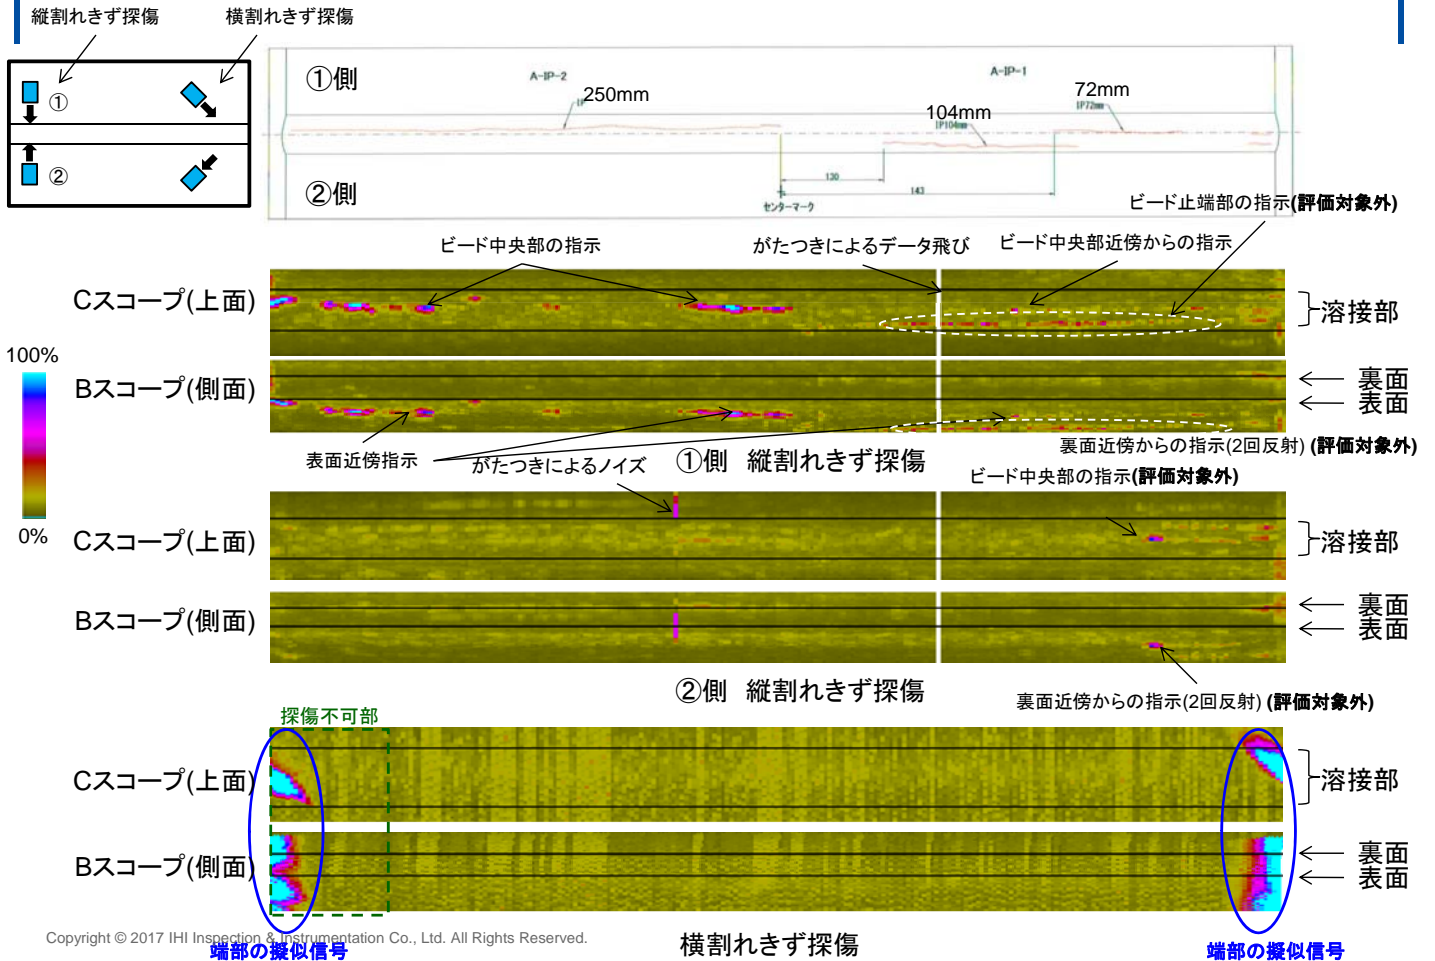 縦割れきず探傷
横割れきず探傷
①
②
①側
②側
A-IP-2
A-IP-1
250mm
104mm
IP104mm
72mm
IP72mm
130
143
センターマーク
ビード止端部の指示(評価対象外)
ビード中央部の指示
がたつきによるデータ飛び
ビード中央部近傍からの指示
Cスコープ(上面)
溶接部
100%
0%
Bスコープ(側面)
裏面
表面
表面近傍指示
がたつきによるノイズ
①側 縦割れきず探傷
裏面近傍からの指示(2回反射) (評価対象外)
ビード中央部の指示(評価対象外)
Cスコープ(上面)
溶接部
Bスコープ(側面)
裏面
表面
②側 縦割れきず探傷
裏面近傍からの指示(2回反射) (評価対象外)
探傷不可部
Cスコープ(上面)
溶接部
Bスコープ(側面)
裏面
表面
Copyright © 2017 IHI Inspection & Instrumentation Co., Ltd. All Rights Reserved.
端部の擬似信号
横割れきず探傷
端部の擬似信号